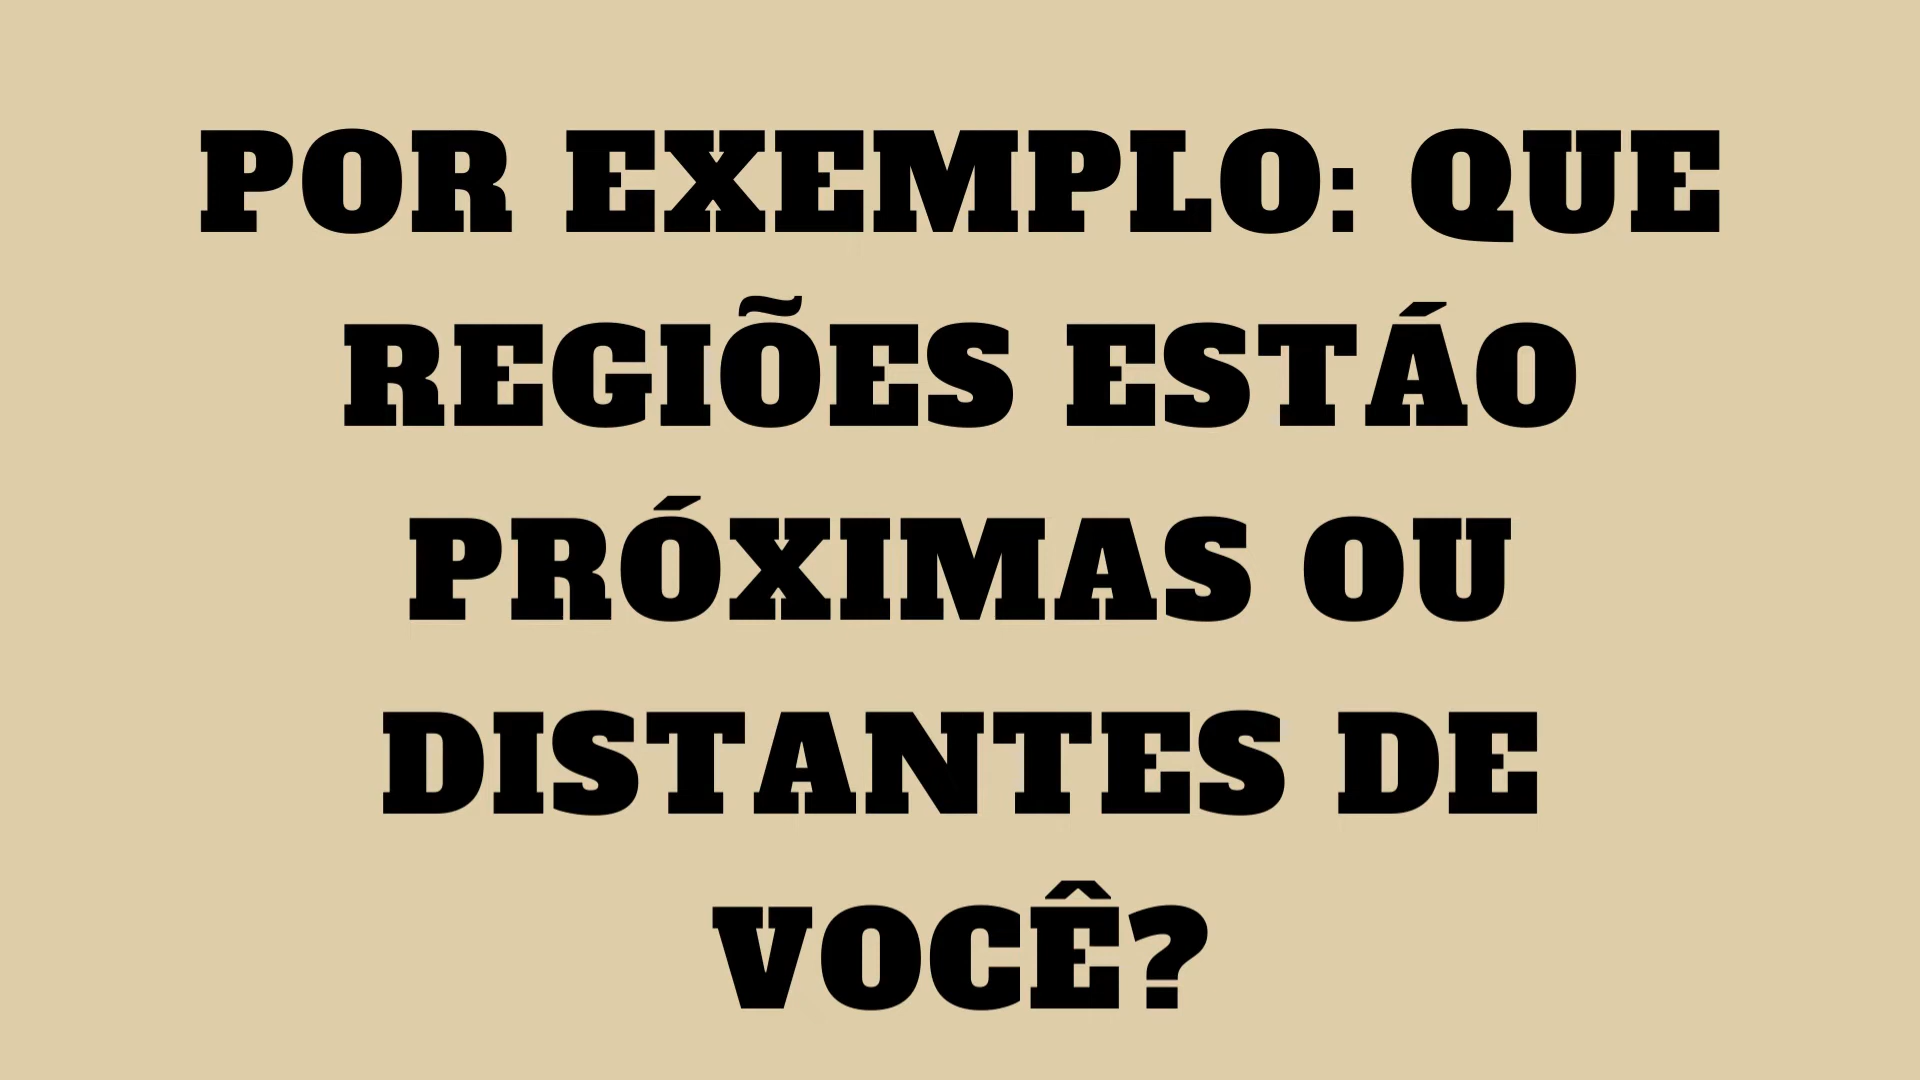 POR EXEMPLO: QUE
REGIÕES ESTÁO
PRÓXIMAS OU
DISTANTES DE
VOCÊ?